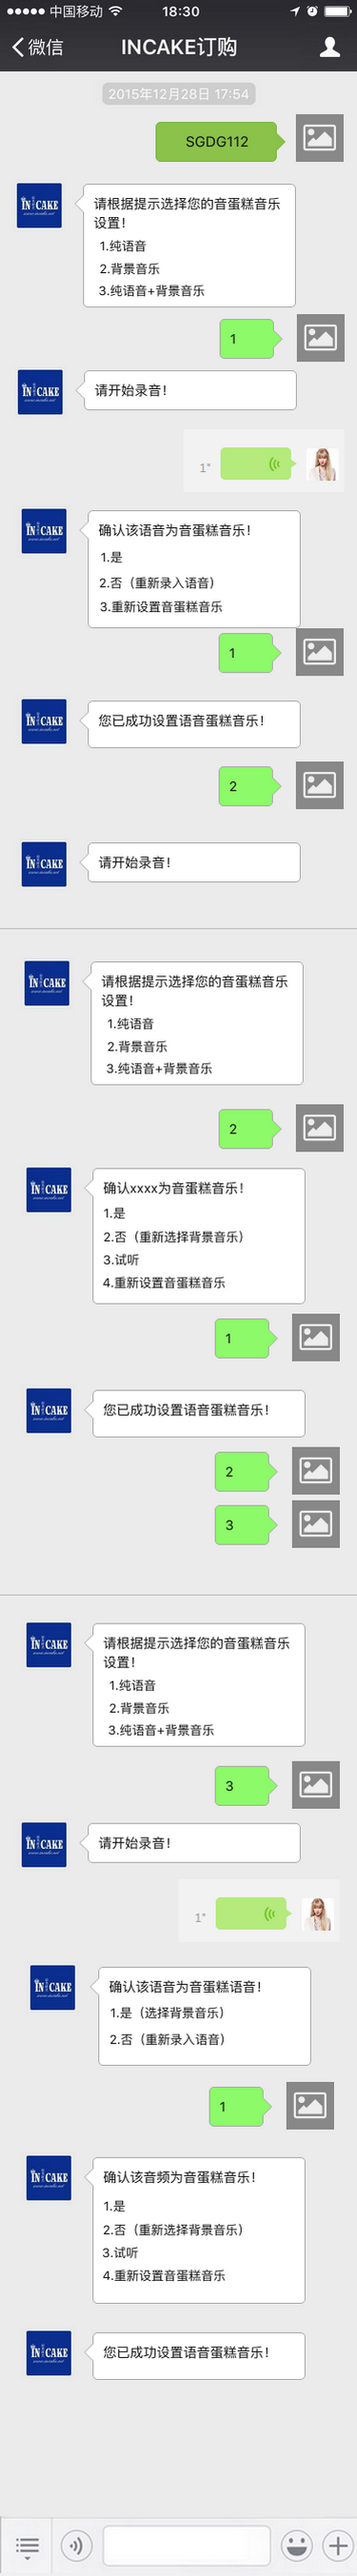 中国移动 18:30
微信 INCAKE订购
2015年12月28日 17:54
SGDG112
IN CAKE
请根据提示选择您的音蛋糕音乐
设置！
1.纯语音
2.背景音乐
3.纯语音+背景音乐
1
IN CAKE
请开始录音！
1"
IN CAKE
确认该语音为音蛋糕音乐！
1.是
2.否（重新录入语音）
3.重新设置音蛋糕音乐
1
IN CAKE
您已成功设置语音蛋糕音乐！
2
IN CAKE
请开始录音！
IN CAKE
请根据提示选择您的音蛋糕音乐
设置！
1.纯语音
2.背景音乐
3.纯语音+背景音乐
2
IN CAKE
确认xxxx为音蛋糕音乐！
1.是
2.否（重新选择背景音乐）
3.试听
4.重新设置音蛋糕音乐
1
IN CAKE
您已成功设置语音蛋糕音乐！
2
3
IN CAKE
请根据提示选择您的音蛋糕音乐
设置！
1.纯语音
2.背景音乐
3.纯语音+背景音乐
3
IN CAKE
请开始录音！
1"
IN CAKE
确认该语音为音蛋糕语音！
1.是（选择背景音乐）
2.否（重新录入语音）
1
IN CAKE
确认该音频为音蛋糕音乐！
1.是
2.否（重新选择背景音乐）
3.试听
4.重新设置音蛋糕音乐
IN CAKE
您已成功设置语音蛋糕音乐！